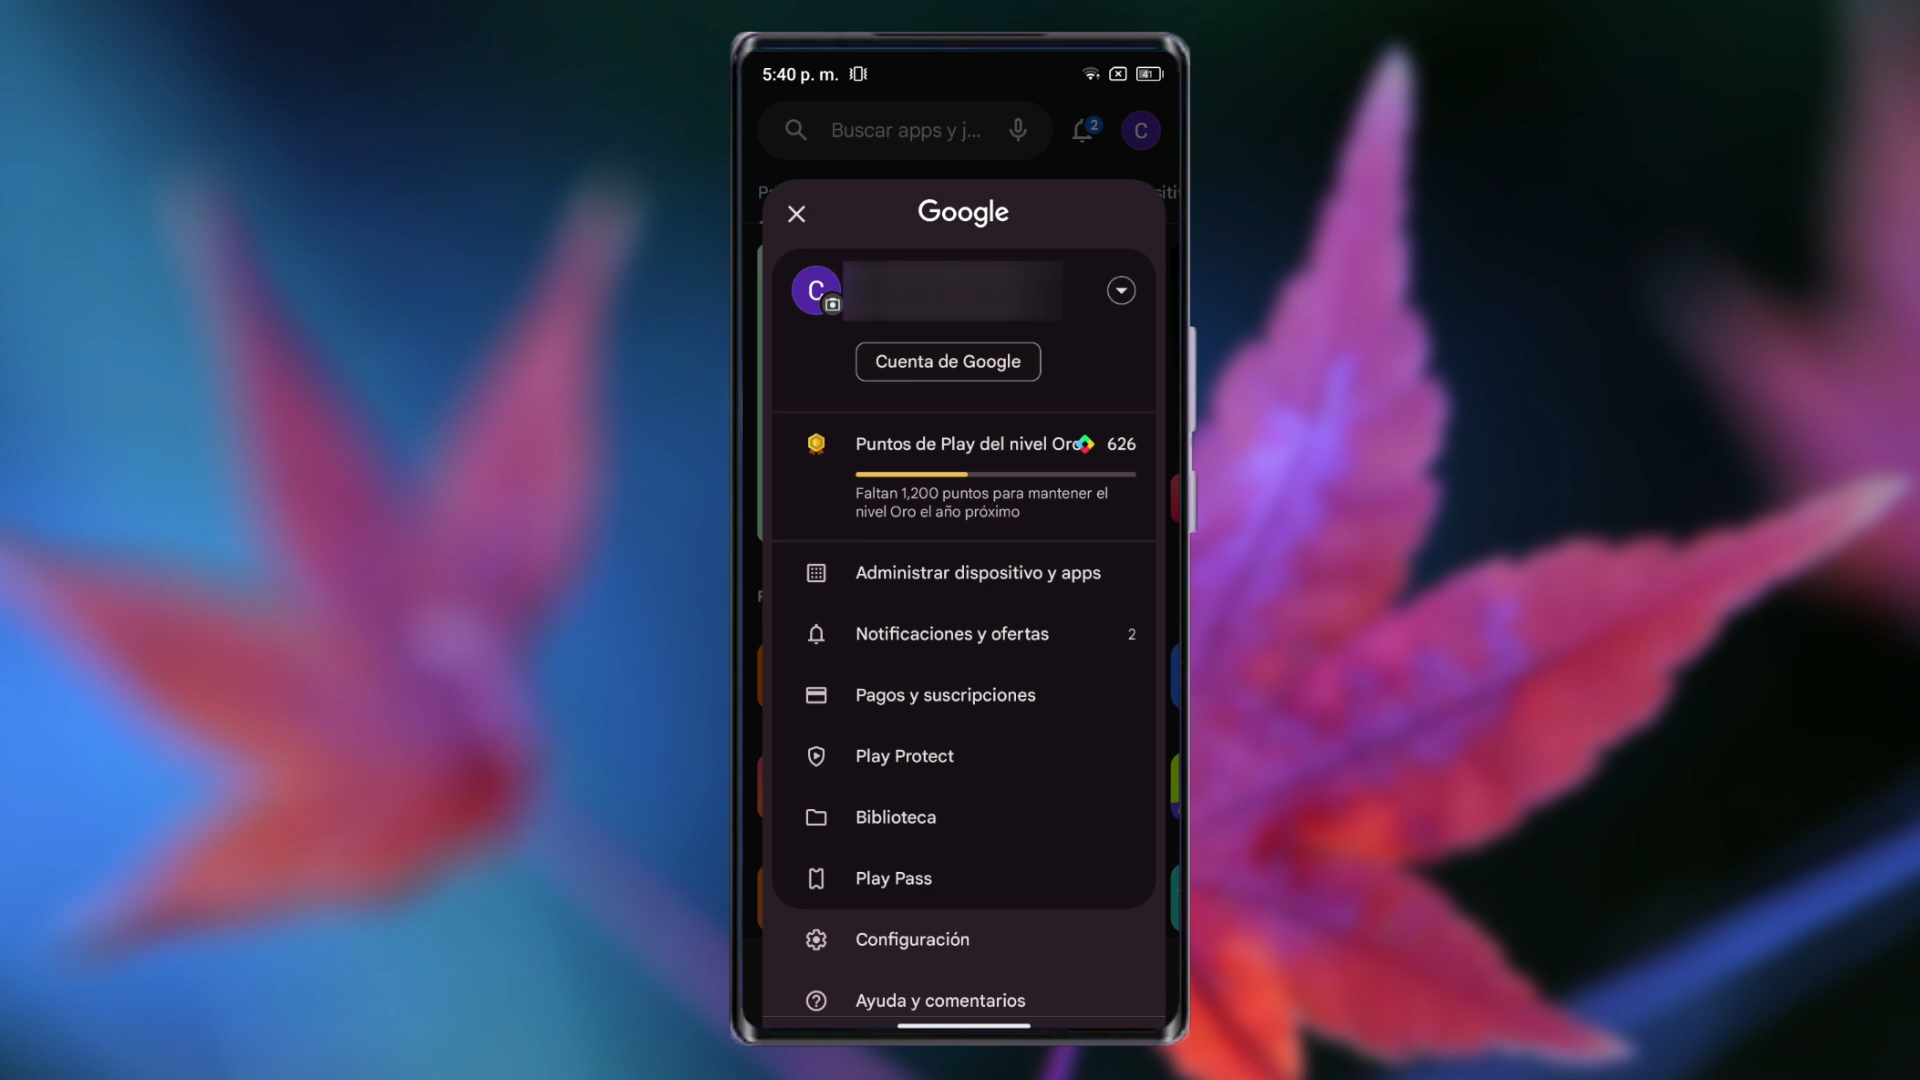 5:40 p. m.
41
Buscar apps y j...
2
C
Google
C
Cuenta de Google
Puntos de Play del nivel Oro
626
Faltan 1,200 puntos para mantener el
nivel Oro el año próximo
Administrar dispositivo y apps
Notificaciones y ofertas
2
Pagos y suscripciones
Play Protect
Biblioteca
Play Pass
Configuración
Ayuda y comentarios